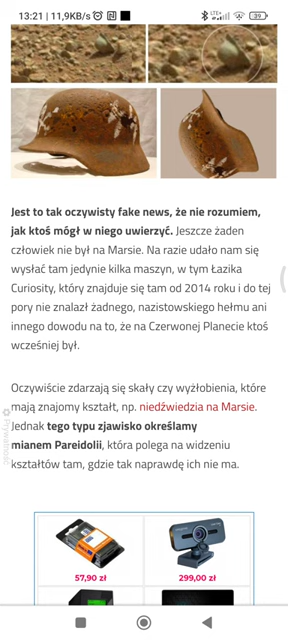 13:21 | 11,9KB/s
LTE+
39
Jest to tak oczywisty fake news, że nie rozumiem,
jak ktoś mógł w niego uwierzyć. Jeszcze żaden
człowiek nie był na Marsie. Na razie udało nam się
wysłać tam jedynie kilka maszyn, w tym Łazika
Curiosity, który znajduje się tam od 2014 roku i do tej
pory nie znalazł żadnego, nazistowskiego hełmu ani
innego dowodu na to, że na Czerwonej Planecie ktoś
wcześniej był.
Oczywiście zdarzają się skały czy wyżłobienia, które
mają znajomy kształt, np. niedźwiedzia na Marsie.
Jednak tego typu zjawisko określamy
mianem Pareidolii, która polega na widzeniu
kształtów tam, gdzie tak naprawdę ich nie ma.
Prywatność
57,90 zł
299,00 zł